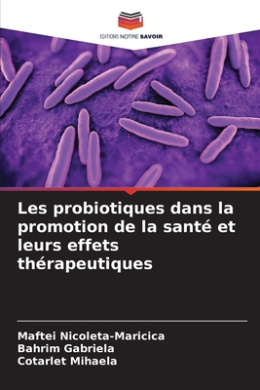 EDITIONS NOTRE SAVOIR
Les probiotiques dans la
promotion de la santé et
leurs effets
thérapeutiques
Maftei Nicoleta-Maricica
Bahrim Gabriela
Cotarlet Mihaela